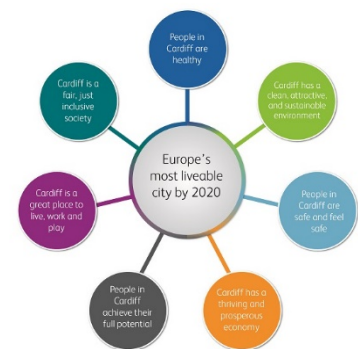 People in
Cardiff are
healthy
Cardiff has a
clean, attractive,
and sustainable
environment
People in
Cardiff are
safe and feel
safe
Cardiff has a
thriving and
prosperous
economy
People in
Cardiff
achieve their
full potential
Cardiff is a
great place to
live, work and
play
Cardiff is a
fair, just
inclusive
society
Europe's
most liveable
city by 2020